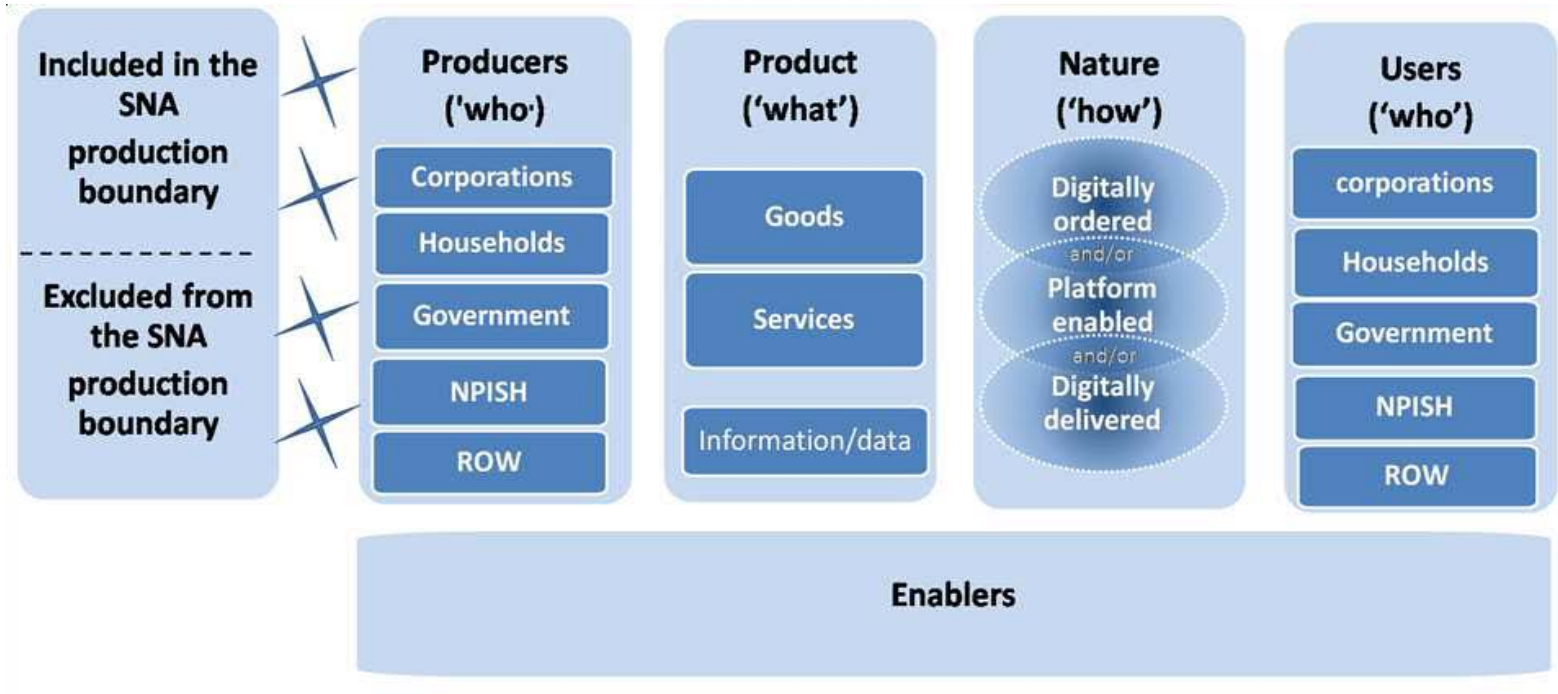 Included in the
SNA
production
boundary
Excluded from
the SNA
production
boundary
Producers
('who')
Corporations
Households
Government
NPISH
ROW
Product
(‘what’)
Goods
Services
Information/data
Nature
(‘how’)
Digitally
ordered
and/or
Platform
enabled
and/or
Digitally
delivered
Users
(‘who’)
corporations
Households
Government
NPISH
ROW
Enablers